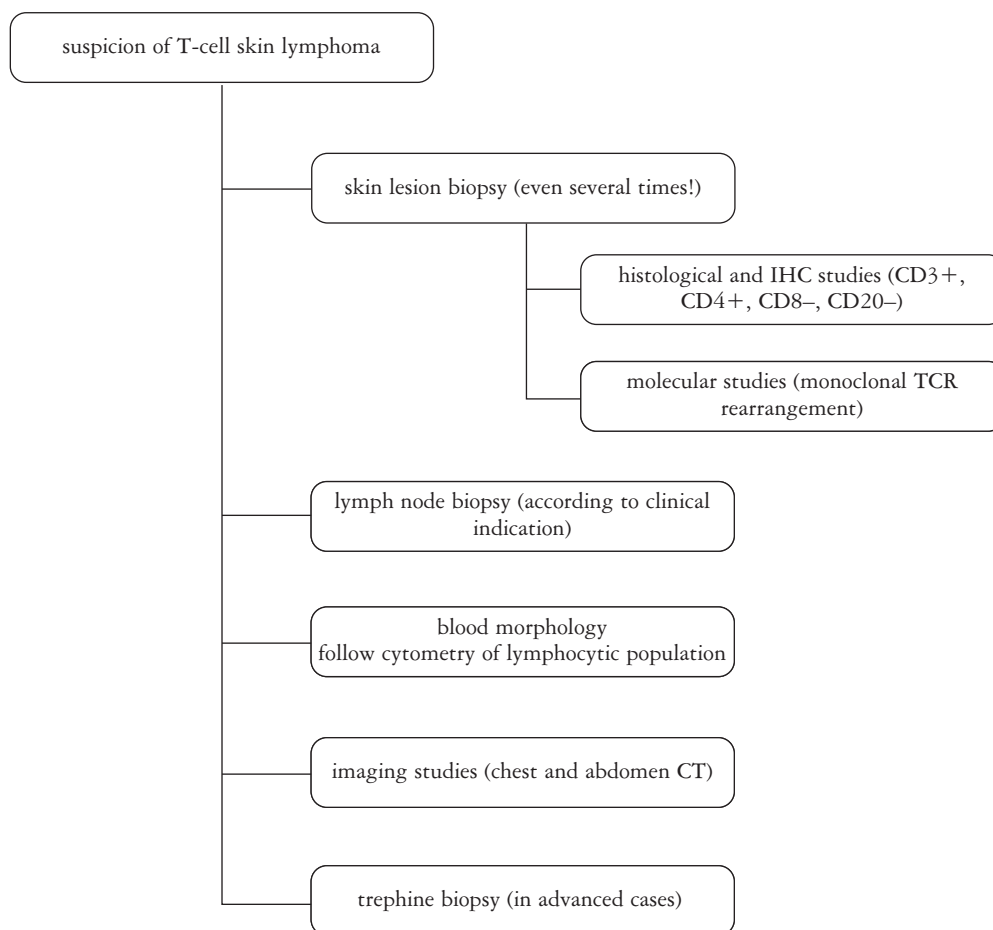 suspicion of T-cell skin lymphoma
skin lesion biopsy (even several times!)
histological and IHC studies (CD3+,
CD4+, CD8–, CD20–)
molecular studies (monoclonal TCR
rearrangement)
lymph node biopsy (according to clinical
indication)
blood morphology
follow cytometry of lymphocytic population
imaging studies (chest and abdomen CT)
trephine biopsy (in advanced cases)